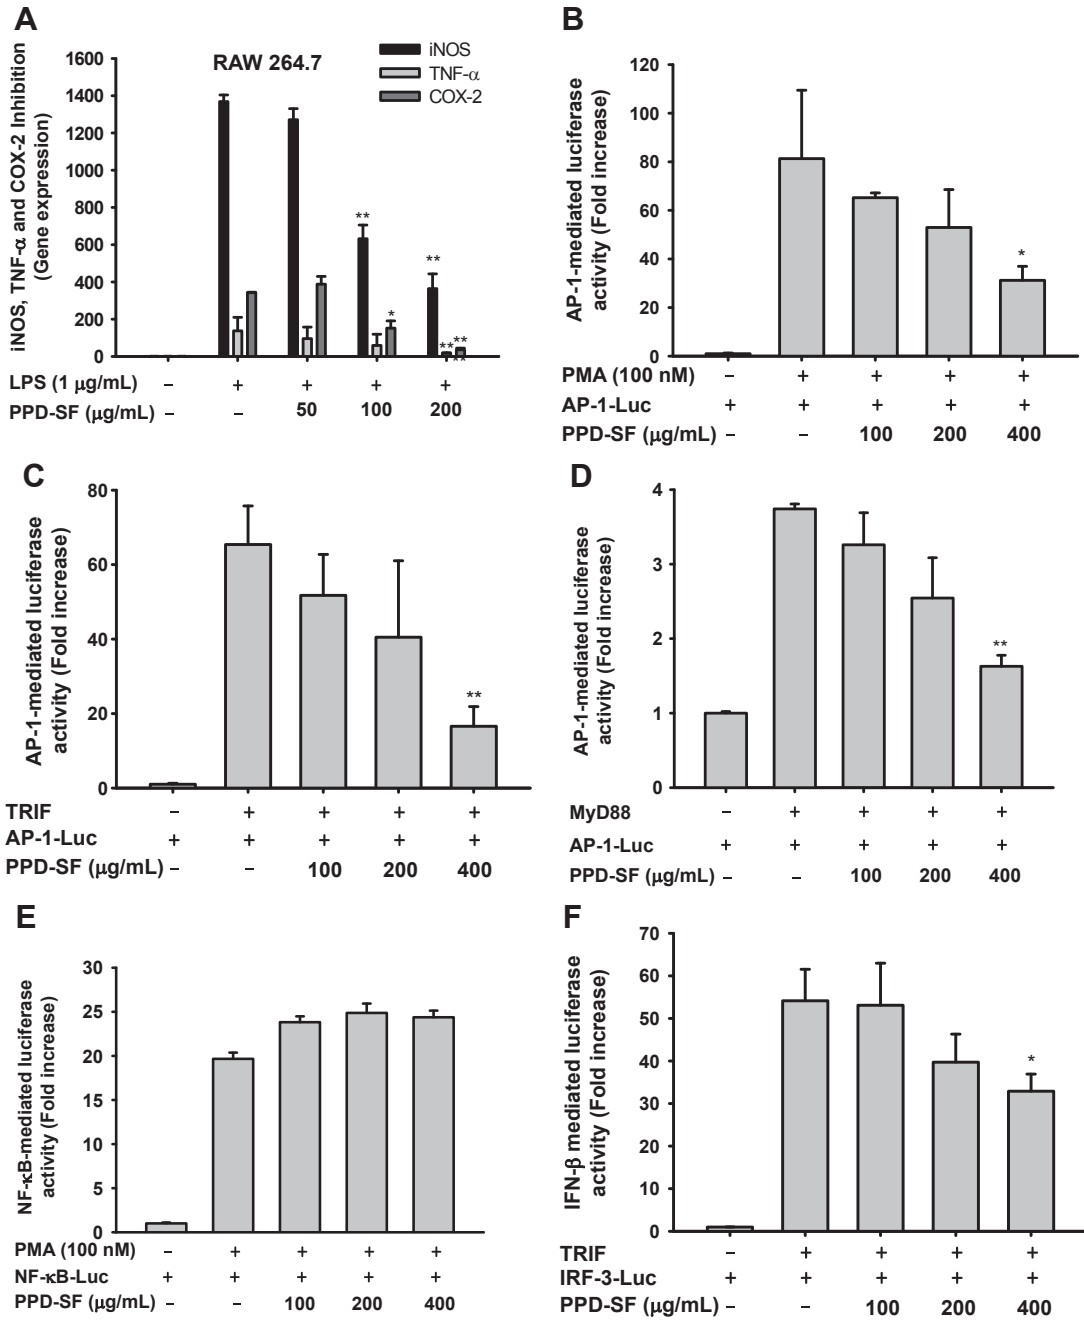 A
iNOS, TNF-α and COX-2 Inhibition
(Gene expression)
1600
1400
1200
1000
800
600
400
200
0
RAW 264.7
iNOS
TNF-α
COX-2
**
*
**
**
**
**
LPS (1 μg/mL) – + + + +
PPD-SF (μg/mL) – – 50 100 200
B
AP-1-mediated luciferase
activity (Fold increase)
120
100
80
60
40
20
0
*
PMA (100 nM) – + + + +
AP-1-Luc + + + + +
PPD-SF (μg/mL) – – 100 200 400
C
AP-1-mediated luciferase
activity (Fold increase)
80
60
40
20
0
**
TRIF – + + + +
AP-1-Luc + + + + +
PPD-SF (μg/mL) – – 100 200 400
D
AP-1-mediated luciferase
activity (Fold increase)
4
3
2
1
0
**
MyD88 – + + + +
AP-1-Luc + + + + +
PPD-SF (μg/mL) – – 100 200 400
E
NF-κB-mediated luciferase
activity (Fold increase)
30
25
20
15
10
5
0
PMA (100 nM) – + + + +
NF-κB-Luc + + + + +
PPD-SF (μg/mL) – – 100 200 400
F
IFN-β mediated luciferase
activity (Fold increase)
70
60
50
40
30
20
10
0
*
TRIF – + + + +
IRF-3-Luc + + + + +
PPD-SF (μg/mL) – – 100 200 400